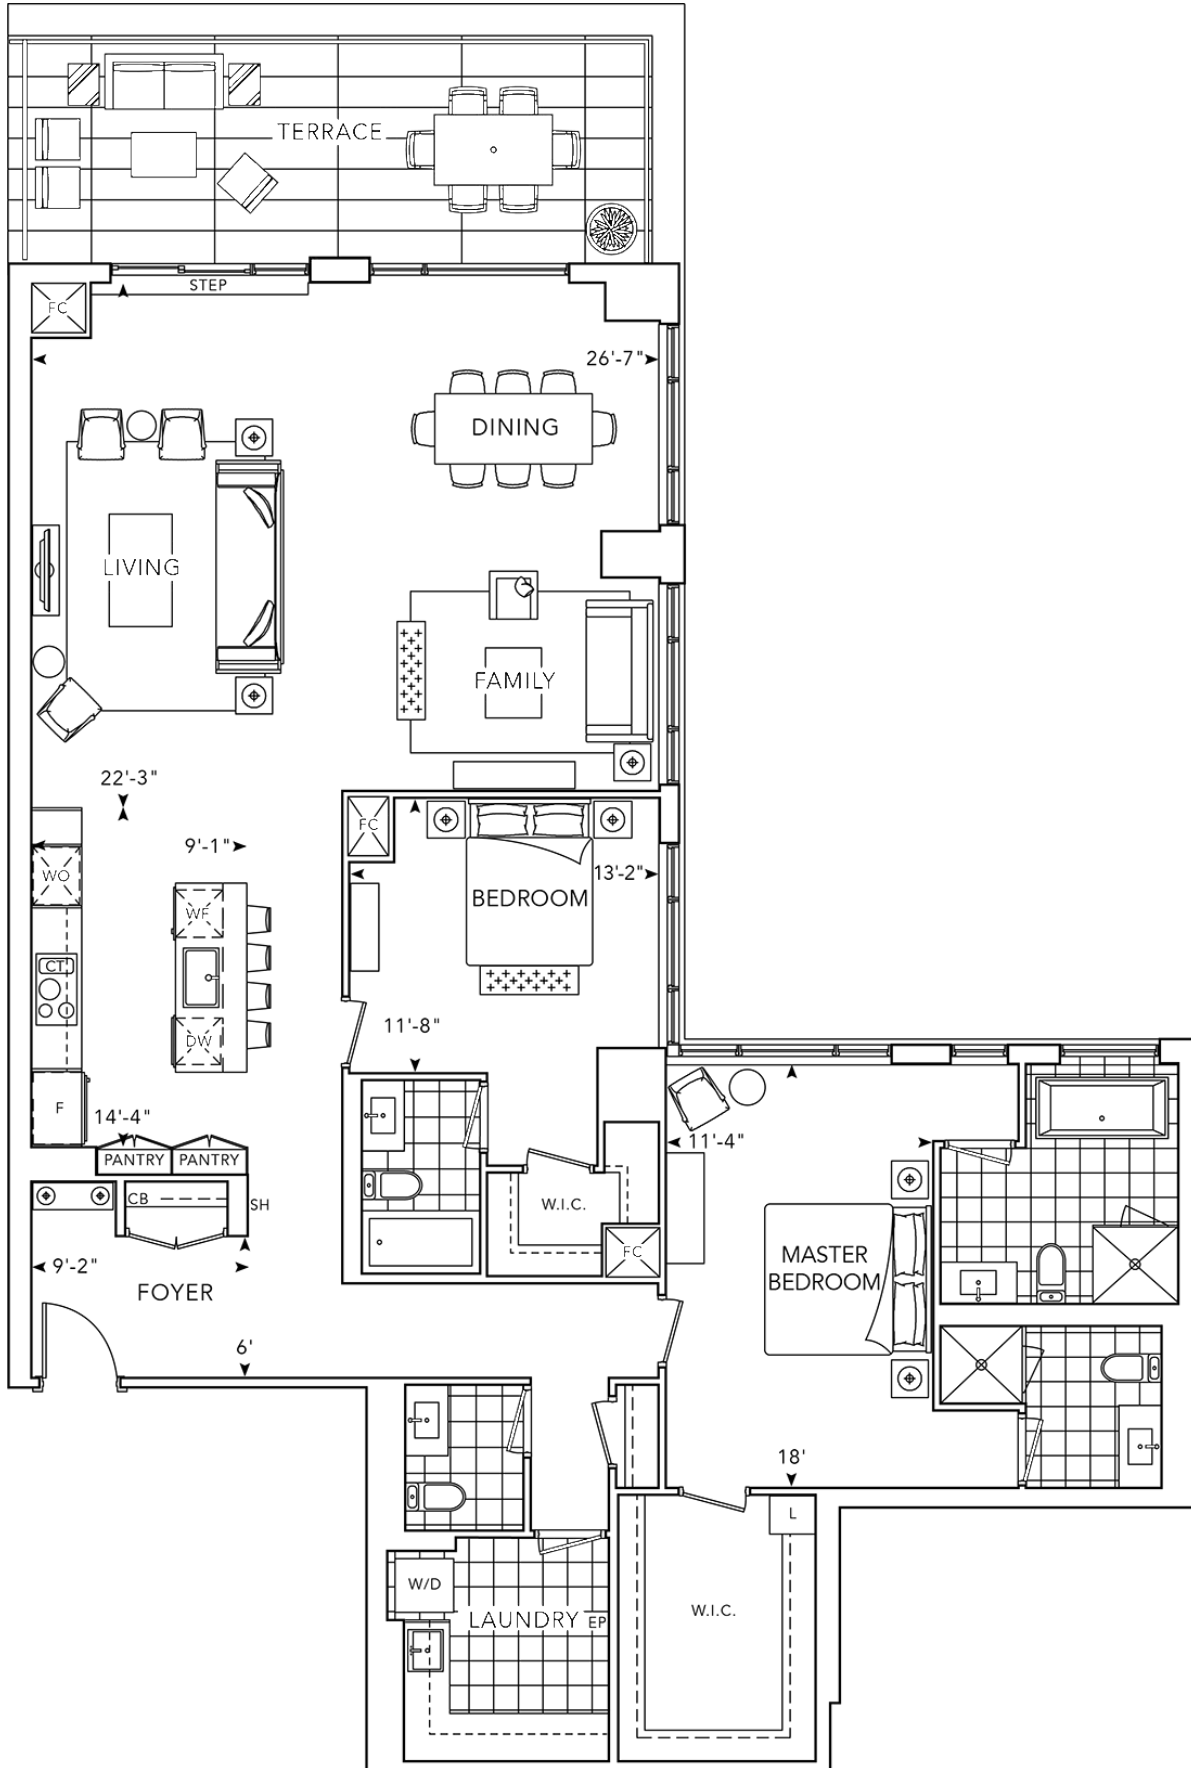 TERRACE
STEP
FC
26'-7"
DINING
LIVING
FAMILY
22'-3"
9'-1"
FC
13'-2"
WO
BEDROOM
WF
CT
11'-8"
DW
F
14'-4"
11'-4"
PANTRY PANTRY
CB
SH
W.I.C.
FC
9'-2"
MASTER
BEDROOM
FOYER
6'
18'
L
W/D
W.I.C.
LAUNDRY EP